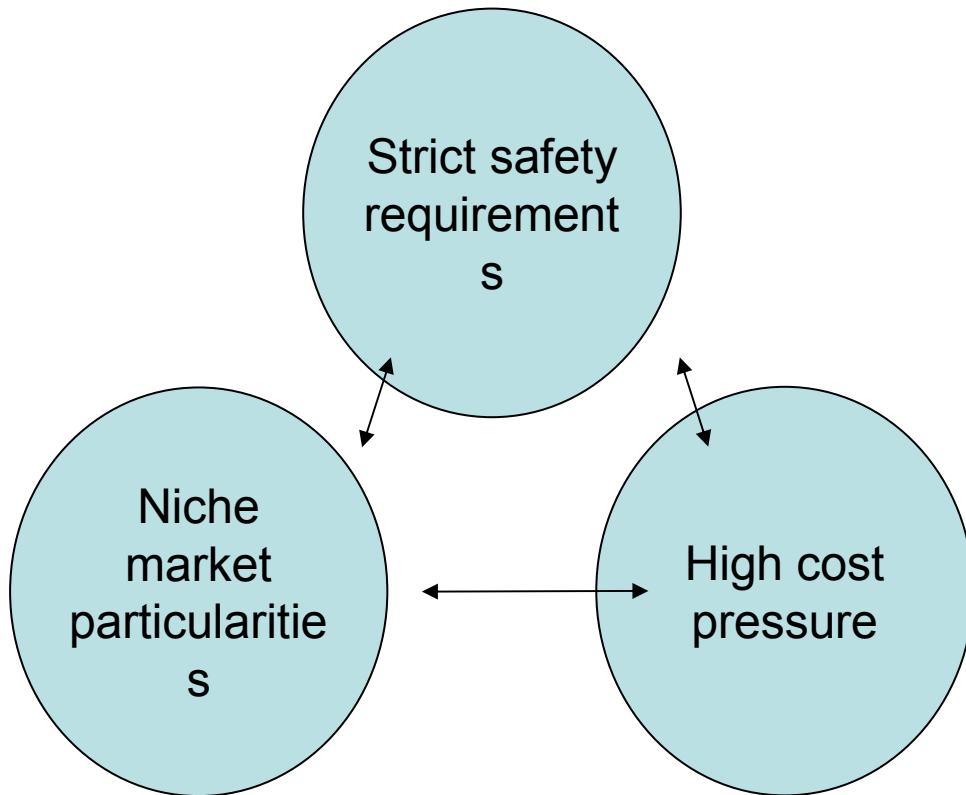 Strict safety
requirement
s
Niche
market
particularitie
s
High cost
pressure